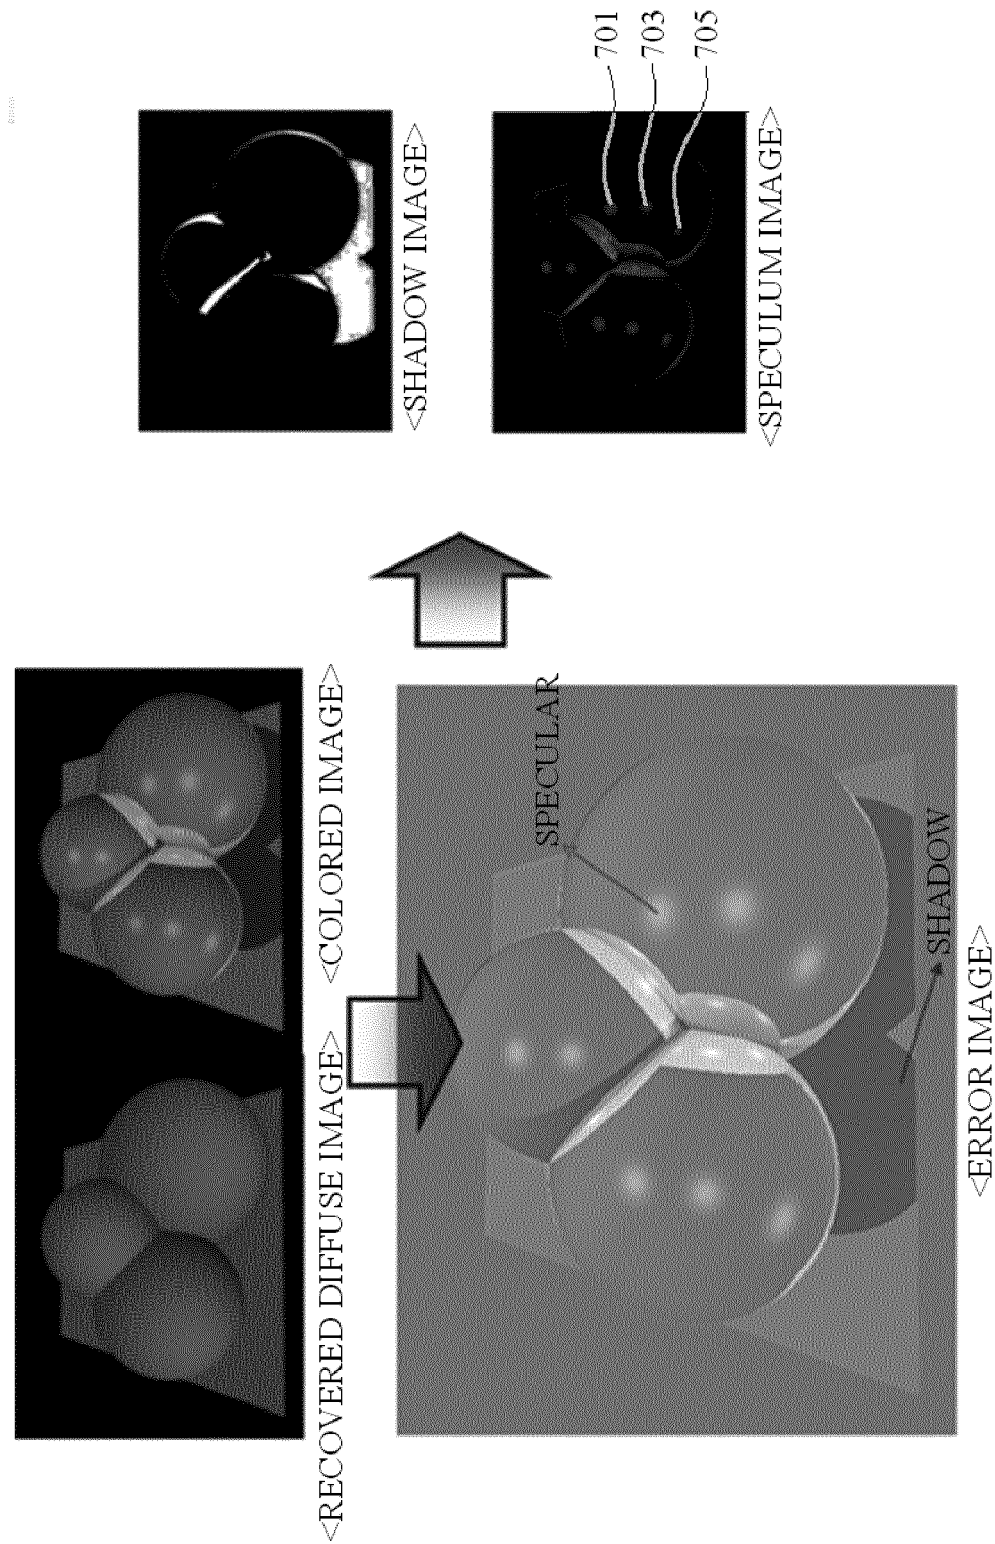 <RECOVERED DIFFUSE IMAGE>
<COLORED IMAGE>
SPECULAR
SHADOW
<ERROR IMAGE>
<SHADOW IMAGE>
701
703
705
<SPECULUM IMAGE>